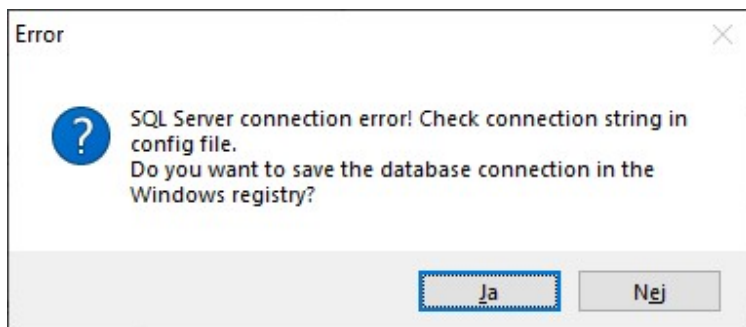 Error
?
SQL Server connection error! Check connection string in
config file.
Do you want to save the database connection in the
Windows registry?
Ja
Nej